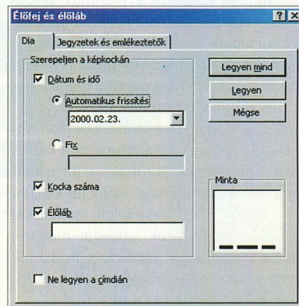 Élőfej és élőláb
Dia
Jegyzetek és emlékeztetők
Szerepeljen a képkockán
Dátum és idő
Automatikus frissítés
2000.02.23.
Fix
Kocka száma
Élőláb
Ne legyen a címdián
Legyen mind
Legyen
Mégse
Minta